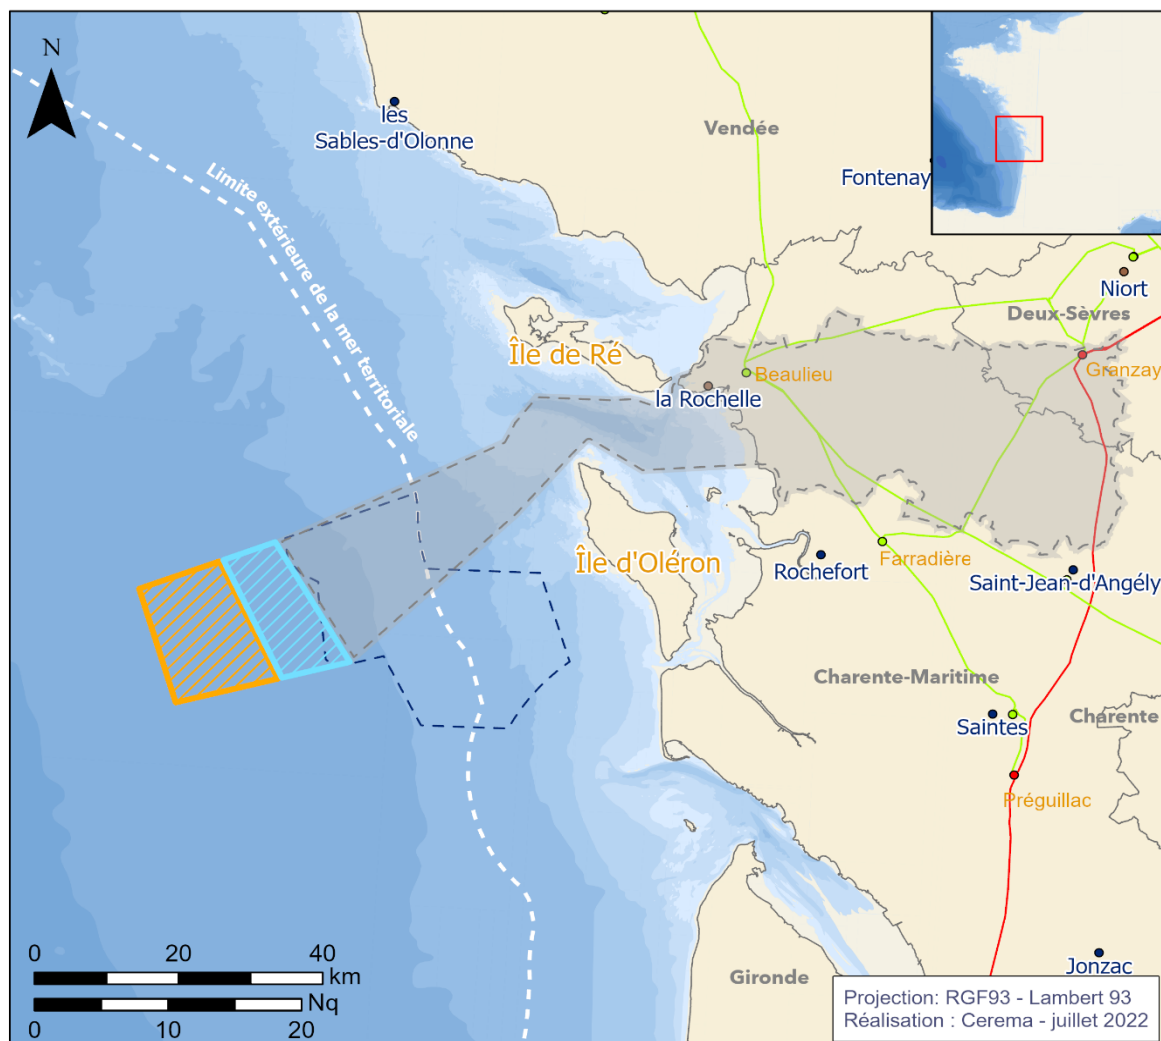 N
les
Sables-d'Olonne
Vendée
Fontenay
Limite extérieure de la mer territoriale
Niort
Deux-Sèvres
Île de Ré
Beaulieu
Granzay
la Rochelle
Île d'Oléron
Rochefort
Farradière
Saint-Jean-d'Angély
Charente-Maritime
Charente
Saintes
Préguillac
Gironde
Jonzac
0 20 40
km
Nq
0 10 20
Projection: RGF93 - Lambert 93
Réalisation : Cerema - juillet 2022